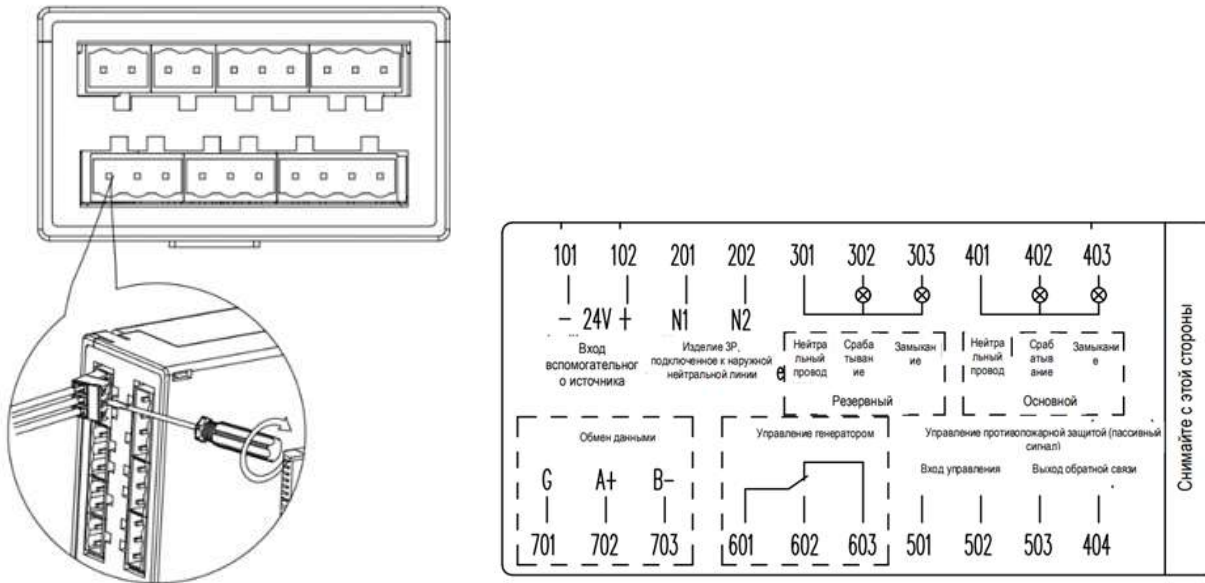 101 102 201 202 301 302 303 401 402 403
− 24V + N1 N2
Вход
вспомогательног
о источника
Изделие 3P,
подключенное к наружной
нейтральной линии
Нейтра
льный
провод
Сраба
тыван
ие
Замыкан
ие
Резервный
Нейтра
льный
провод
Сраб
атыв
ание
Замыкани
е
Основной
Обмен данными
G A+ B−
701 702 703
Управление генератором
601 602 603
Управление противопожарной защитой (пассивный
сигнал)
Вход управления Выход обратной связи
501 502 503 404
Снимайте с этой стороны